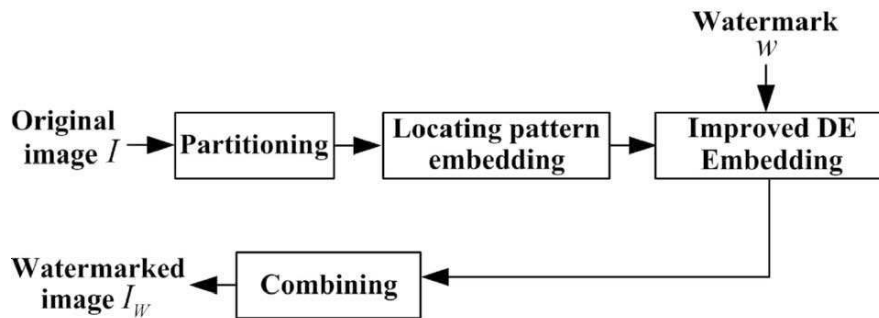 Watermark
w
Original
image I
Partitioning
Locating pattern
embedding
Improved DE
Embedding
Watermarked
image I_W
Combining